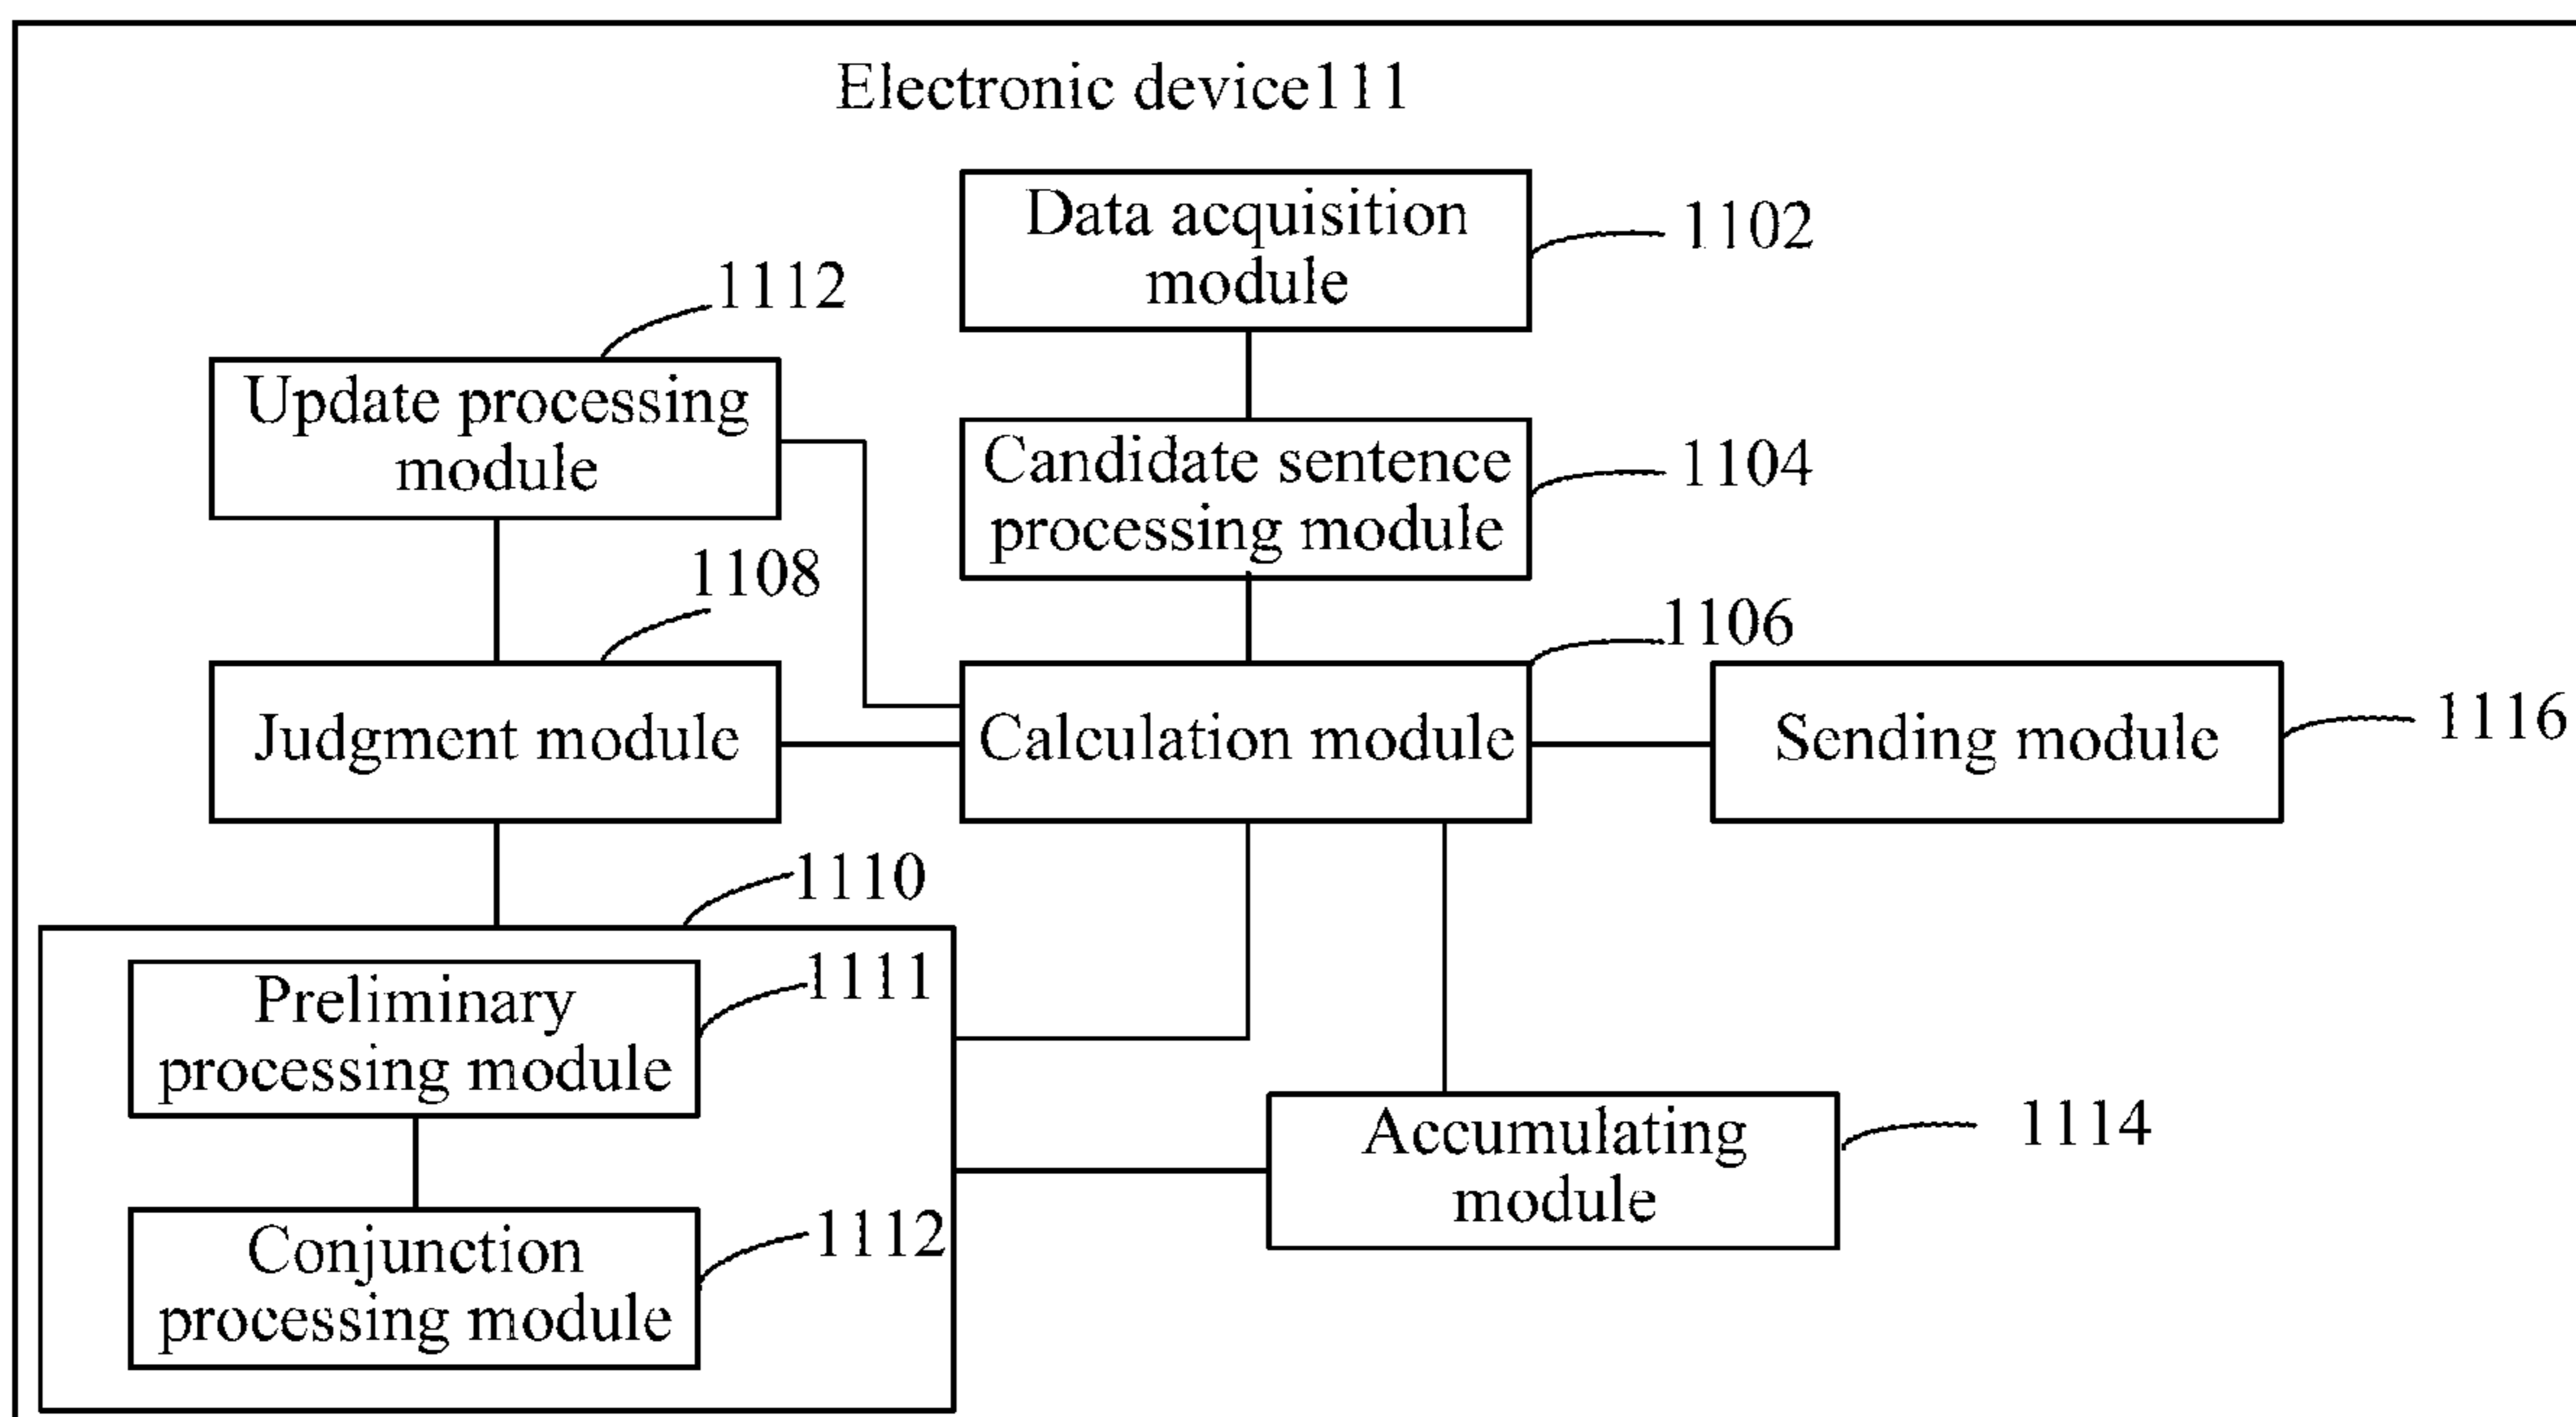 Electronic device111
Data acquisition
module
1102
1112
Update processing
module
Candidate sentence
processing module
1104
1108
1106
Judgment module
Calculation module
Sending module
1116
1110
Preliminary
processing module
1111
Accumulating
module
1114
Conjunction
processing module
1112